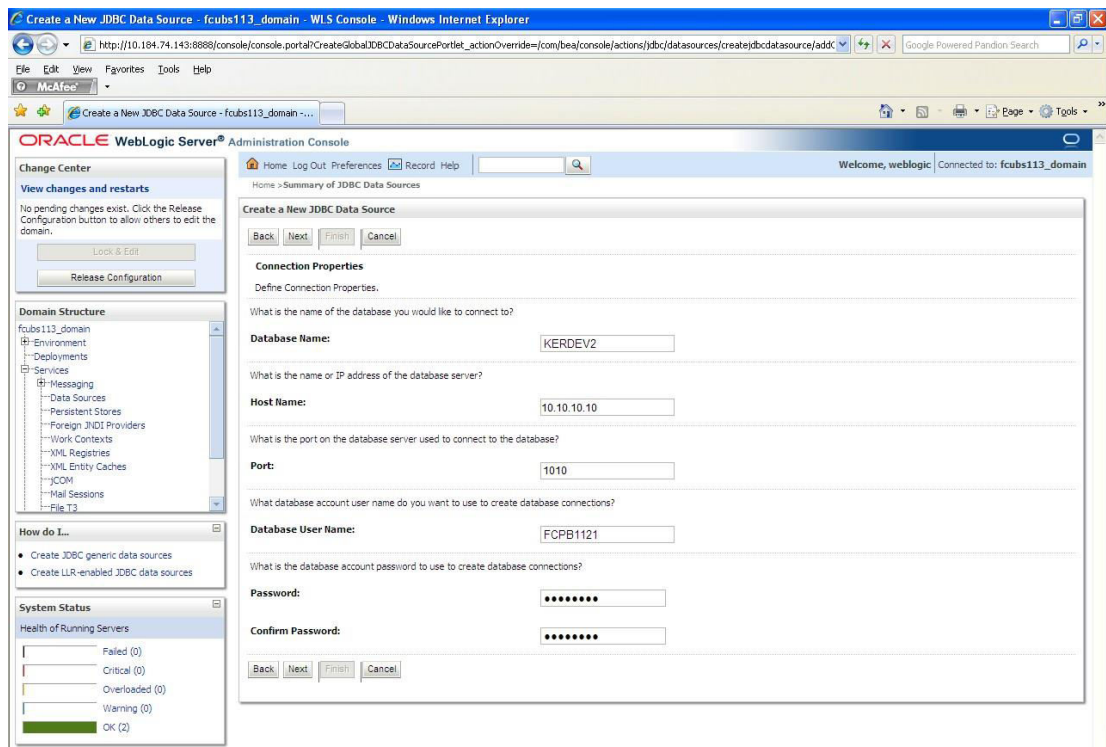 Create a New JDBC Data Source - fcubs113_domain - WLS Console - Windows Internet Explorer
http://10.184.74.143:8888/console/console.portal?CreateGlobalJDBCDataSourcePortlet_actionOverride=/com/bea/console/actions/jdbc/datasources/createjdbcdatasource/addC
Google Powered Pandion Search
File Edit View Favorites Tools Help
McAfee
Create a New JDBC Data Source - fcubs113_domain -...
Page Tools
ORACLE WebLogic Server® Administration Console
Change Center
View changes and restarts
No pending changes exist. Click the Release
Configuration button to allow others to edit the
domain.
Lock & Edit
Release Configuration
Domain Structure
fcubs113_domain
Environment
Deployments
Services
Messaging
Data Sources
Persistent Stores
Foreign JNDI Providers
Work Contexts
XML Registries
XML Entity Caches
jCOM
Mail Sessions
File T3
How do I...
Create JDBC generic data sources
Create LLR-enabled JDBC data sources
System Status
Health of Running Servers
Failed (0)
Critical (0)
Overloaded (0)
Warning (0)
OK (2)
Home Log Out Preferences Record Help
Welcome, weblogic Connected to: fcubs113_domain
Home >Summary of JDBC Data Sources
Create a New JDBC Data Source
Back Next Finish Cancel
Connection Properties
Define Connection Properties.
What is the name of the database you would like to connect to?
Database Name: KERDEV2
What is the name or IP address of the database server?
Host Name: 10.10.10.10
What is the port on the database server used to connect to the database?
Port: 1010
What database account user name do you want to use to create database connections?
Database User Name: FCPB1121
What is the database account password to use to create database connections?
Password: ●●●●●●●●
Confirm Password: ●●●●●●●●
Back Next Finish Cancel